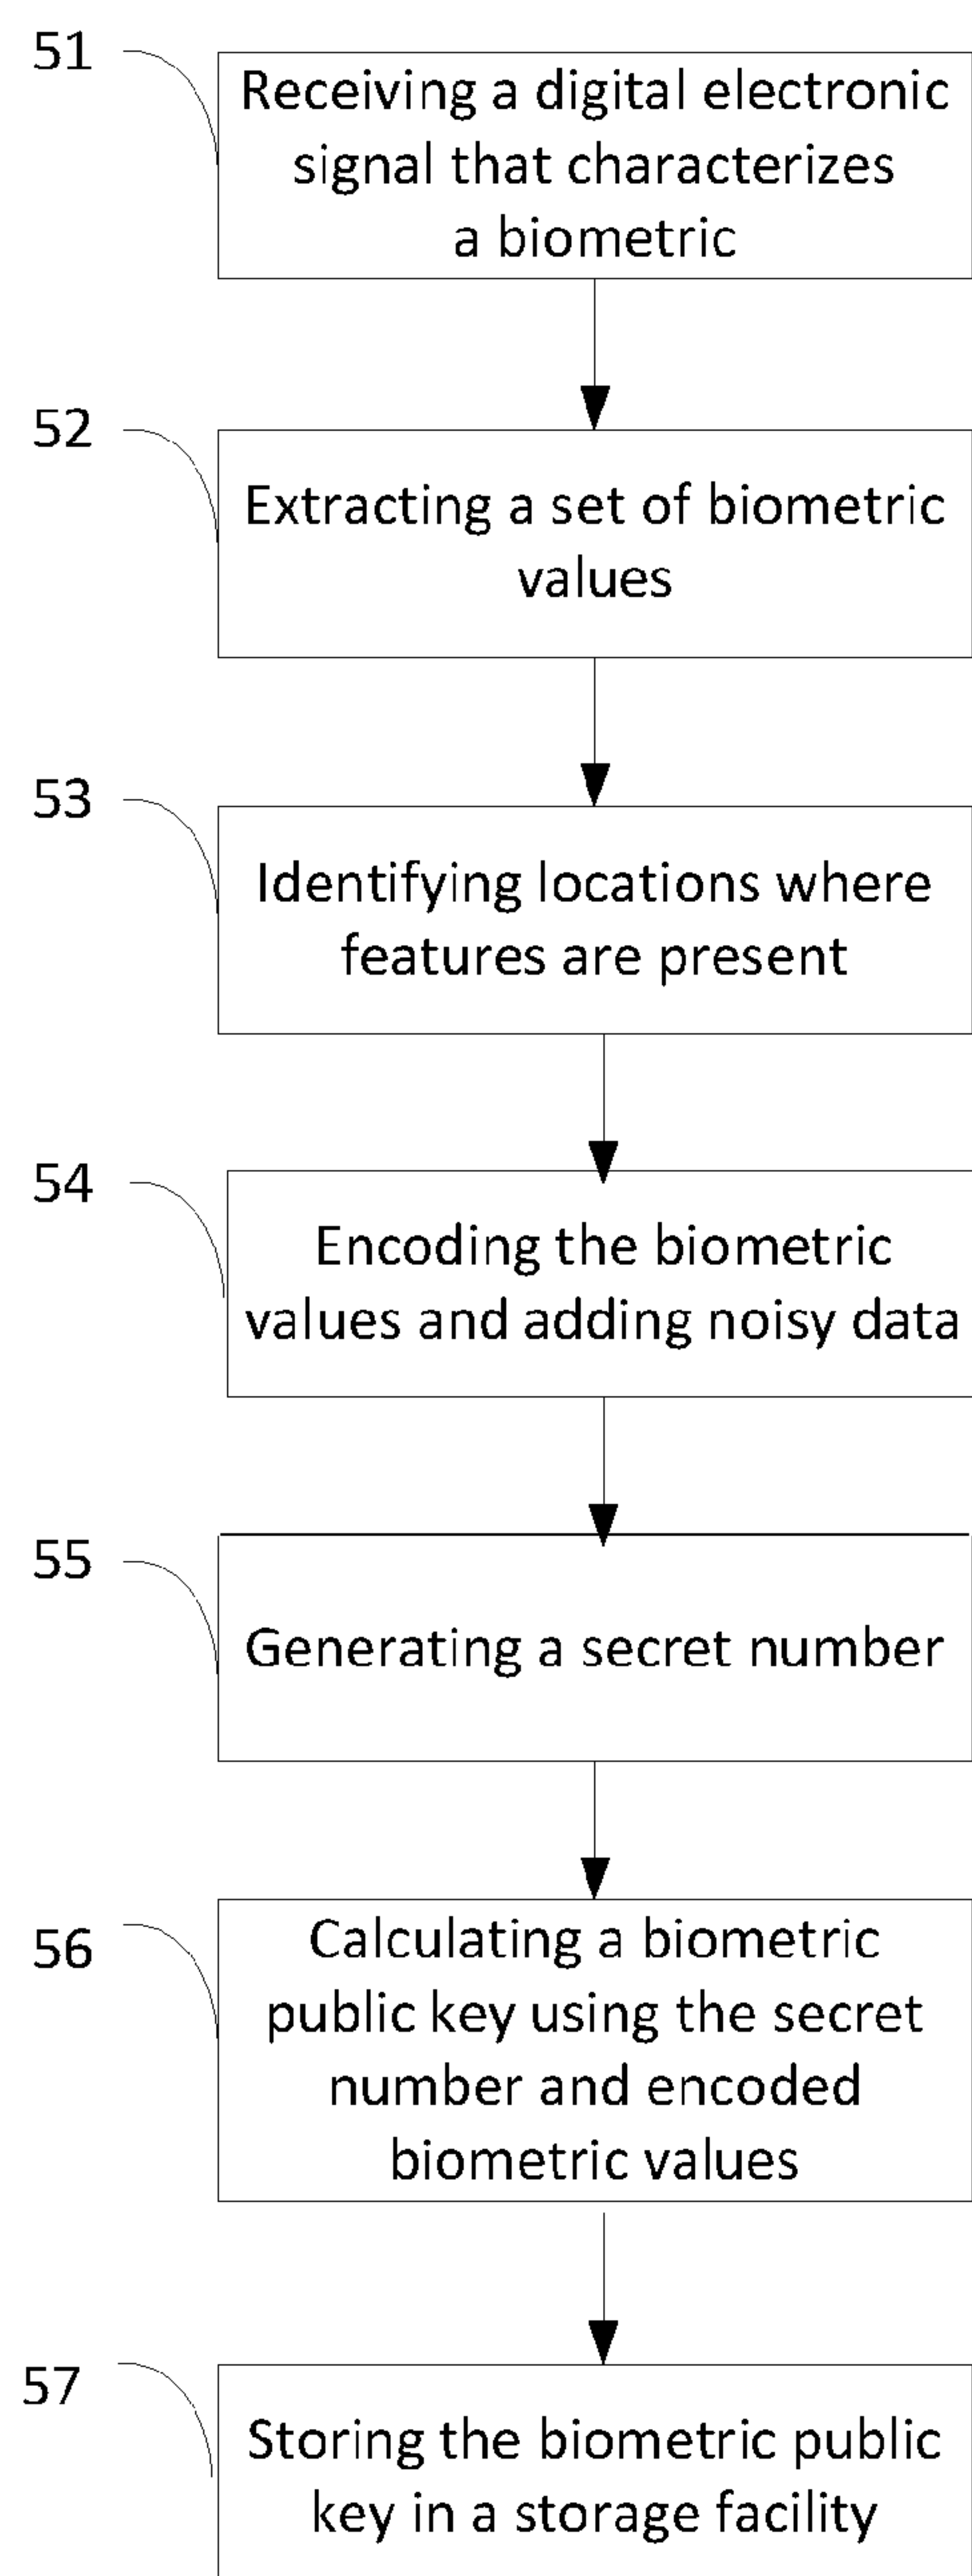 51
Receiving a digital electronic
signal that characterizes
a biometric
52
Extracting a set of biometric
values
53
Identifying locations where
features are present
54
Encoding the biometric
values and adding noisy data
55
Generating a secret number
56
Calculating a biometric
public key using the secret
number and encoded
biometric values
57
Storing the biometric public
key in a storage facility